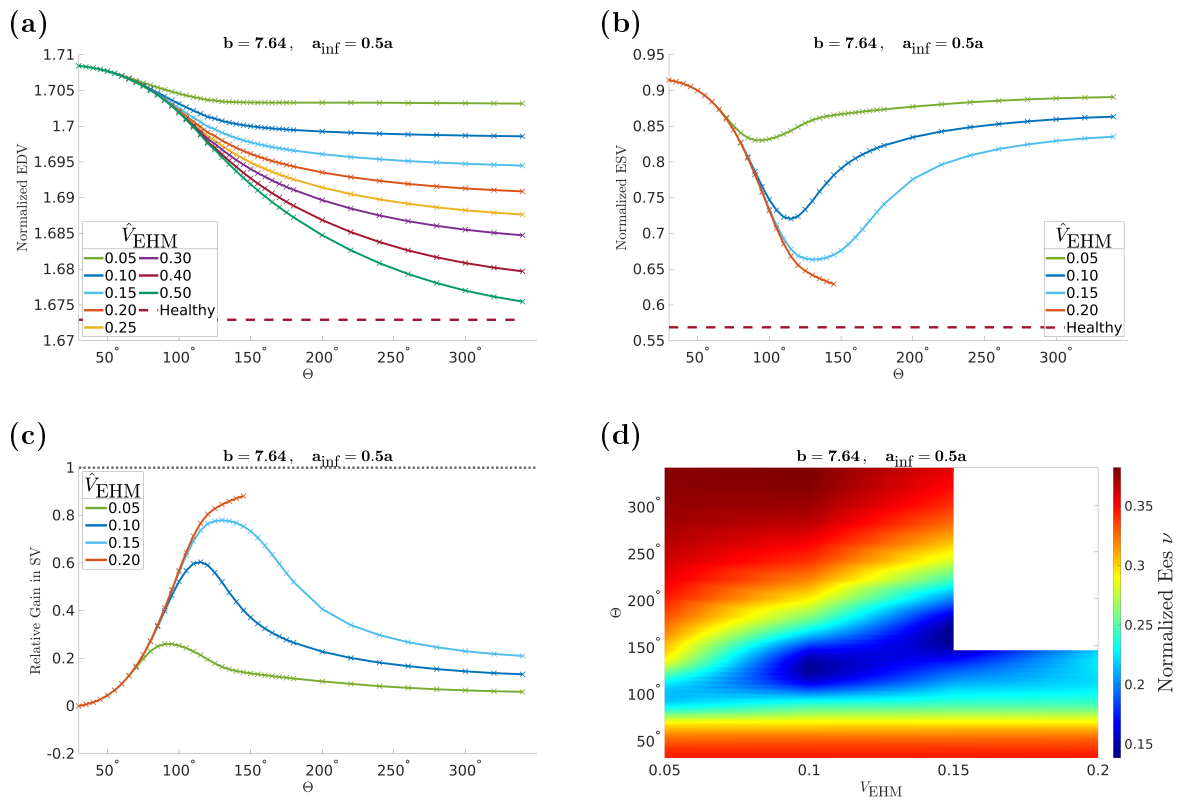 (a)
b = 7.64, a_inf = 0.5a
1.71
1.705
1.7
1.695
1.69
1.685
1.68
1.675
1.67
Normalized EDV
V̂_EHM
0.05 0.30
0.10 0.40
0.15 0.50
0.20 Healthy
0.25
50° 100° 150° 200° 250° 300°
Θ
(b)
b = 7.64, a_inf = 0.5a
0.95
0.9
0.85
0.8
0.75
0.7
0.65
0.6
0.55
Normalized ESV
V̂_EHM
0.05
0.10
0.15
0.20
Healthy
50° 100° 150° 200° 250° 300°
Θ
(c)
b = 7.64, a_inf = 0.5a
1
0.8
0.6
0.4
0.2
0
-0.2
Relative Gain in SV
V̂_EHM
0.05
0.10
0.15
0.20
50° 100° 150° 200° 250° 300°
Θ
(d)
b = 7.64, a_inf = 0.5a
300°
250°
200°
150°
100°
50°
Θ
0.05 0.1 0.15 0.2
V_EHM
0.35
0.3
0.25
0.2
0.15
Normalized Ees ν